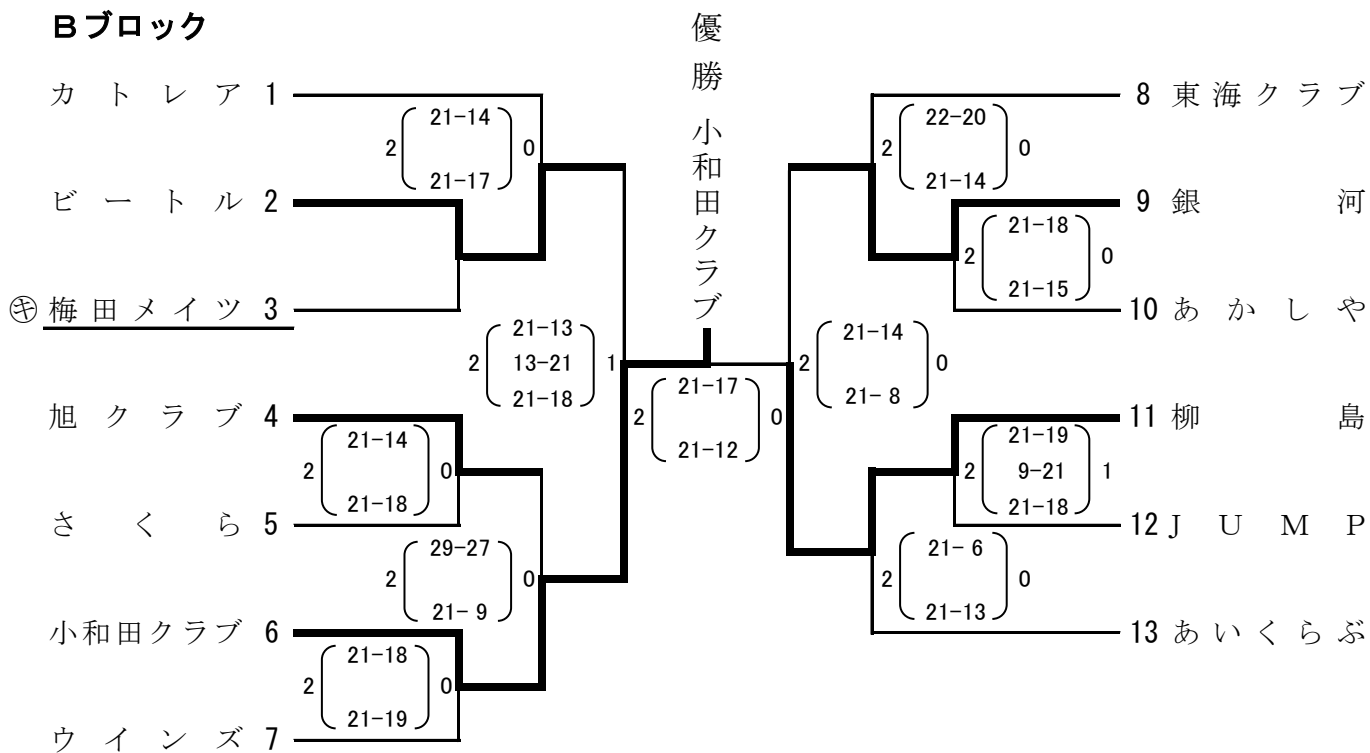 Bブロック
優勝 小和田クラブ
カトレア 1
21-14
2 0
21-17
ビートル 2
㋖梅田メイツ 3
21-13
2 13-21 1
21-18
旭クラブ 4
21-14
2 0
21-18
さくら 5
29-27
2 0
21- 9
小和田クラブ 6
21-18
2 0
21-19
ウインズ 7
21-17
2 0
21-12
8 東海クラブ
22-20
2 0
21-14
9 銀河
21-18
2 0
21-15
10 あかしや
21-14
2 0
21- 8
11 柳島
21-19
2 9-21 1
21-18
12 JUMP
21- 6
2 0
21-13
13 あいくらぶ